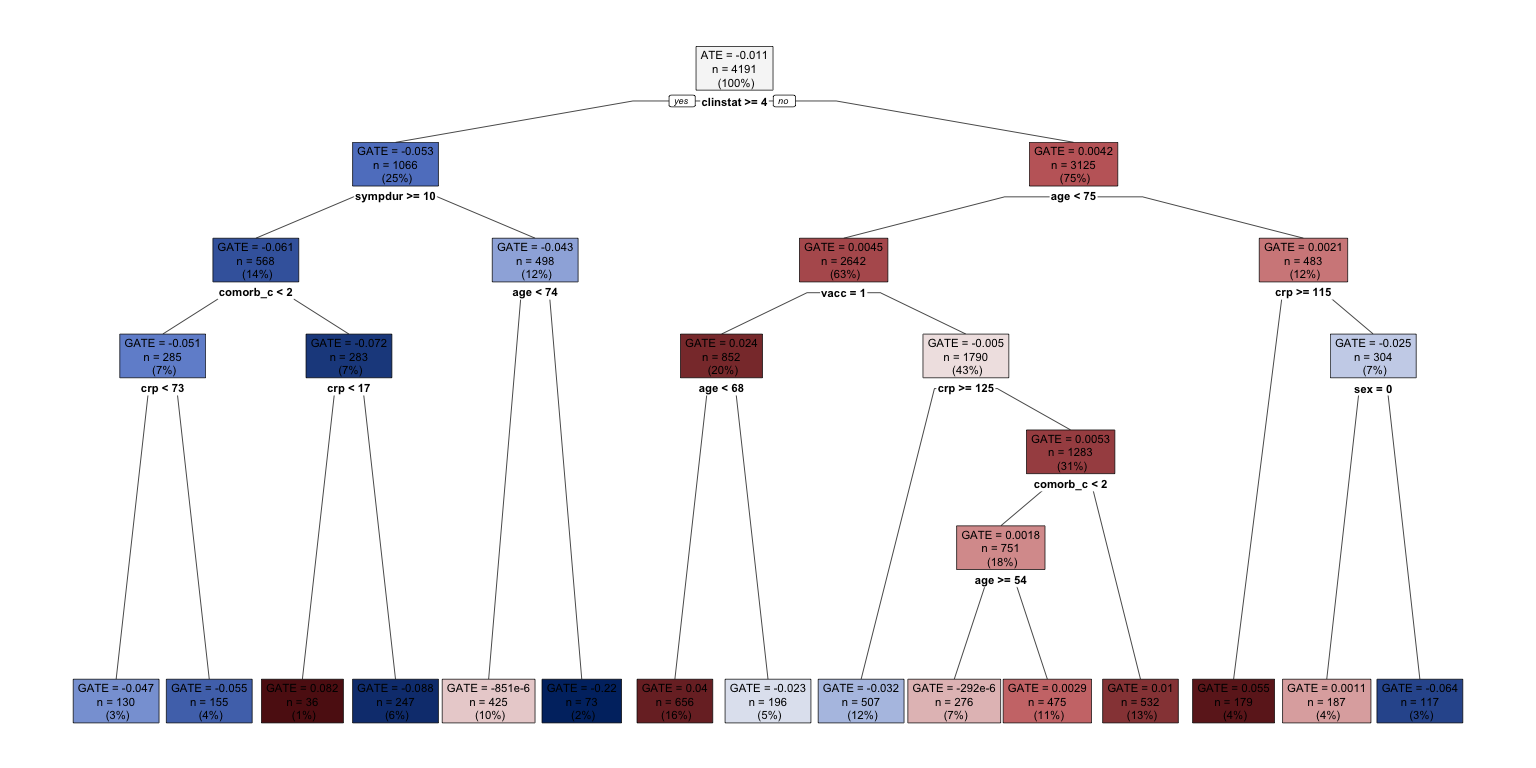 ATE = -0.011
n = 4191
(100%)
yes clinstat >= 4 no
GATE = -0.053
n = 1066
(25%)
sympdur >= 10
GATE = 0.0042
n = 3125
(75%)
age < 75
GATE = -0.061
n = 568
(14%)
comorb_c < 2
GATE = -0.043
n = 498
(12%)
age < 74
GATE = 0.0045
n = 2642
(63%)
vacc = 1
GATE = 0.0021
n = 483
(12%)
crp >= 115
GATE = -0.051
n = 285
(7%)
crp < 73
GATE = -0.072
n = 283
(7%)
crp < 17
GATE = 0.024
n = 852
(20%)
age < 68
GATE = -0.005
n = 1790
(43%)
crp >= 125
GATE = -0.025
n = 304
(7%)
sex = 0
GATE = 0.0053
n = 1283
(31%)
comorb_c < 2
GATE = 0.0018
n = 751
(18%)
age >= 54
GATE = -0.047
n = 130
(3%)
GATE = -0.055
n = 155
(4%)
GATE = 0.082
n = 36
(1%)
GATE = -0.088
n = 247
(6%)
GATE = -851e-6
n = 425
(10%)
GATE = -0.22
n = 73
(2%)
GATE = 0.04
n = 656
(16%)
GATE = -0.023
n = 196
(5%)
GATE = -0.032
n = 507
(12%)
GATE = -292e-6
n = 276
(7%)
GATE = 0.0029
n = 475
(11%)
GATE = 0.01
n = 532
(13%)
GATE = 0.055
n = 179
(4%)
GATE = 0.0011
n = 187
(4%)
GATE = -0.064
n = 117
(3%)